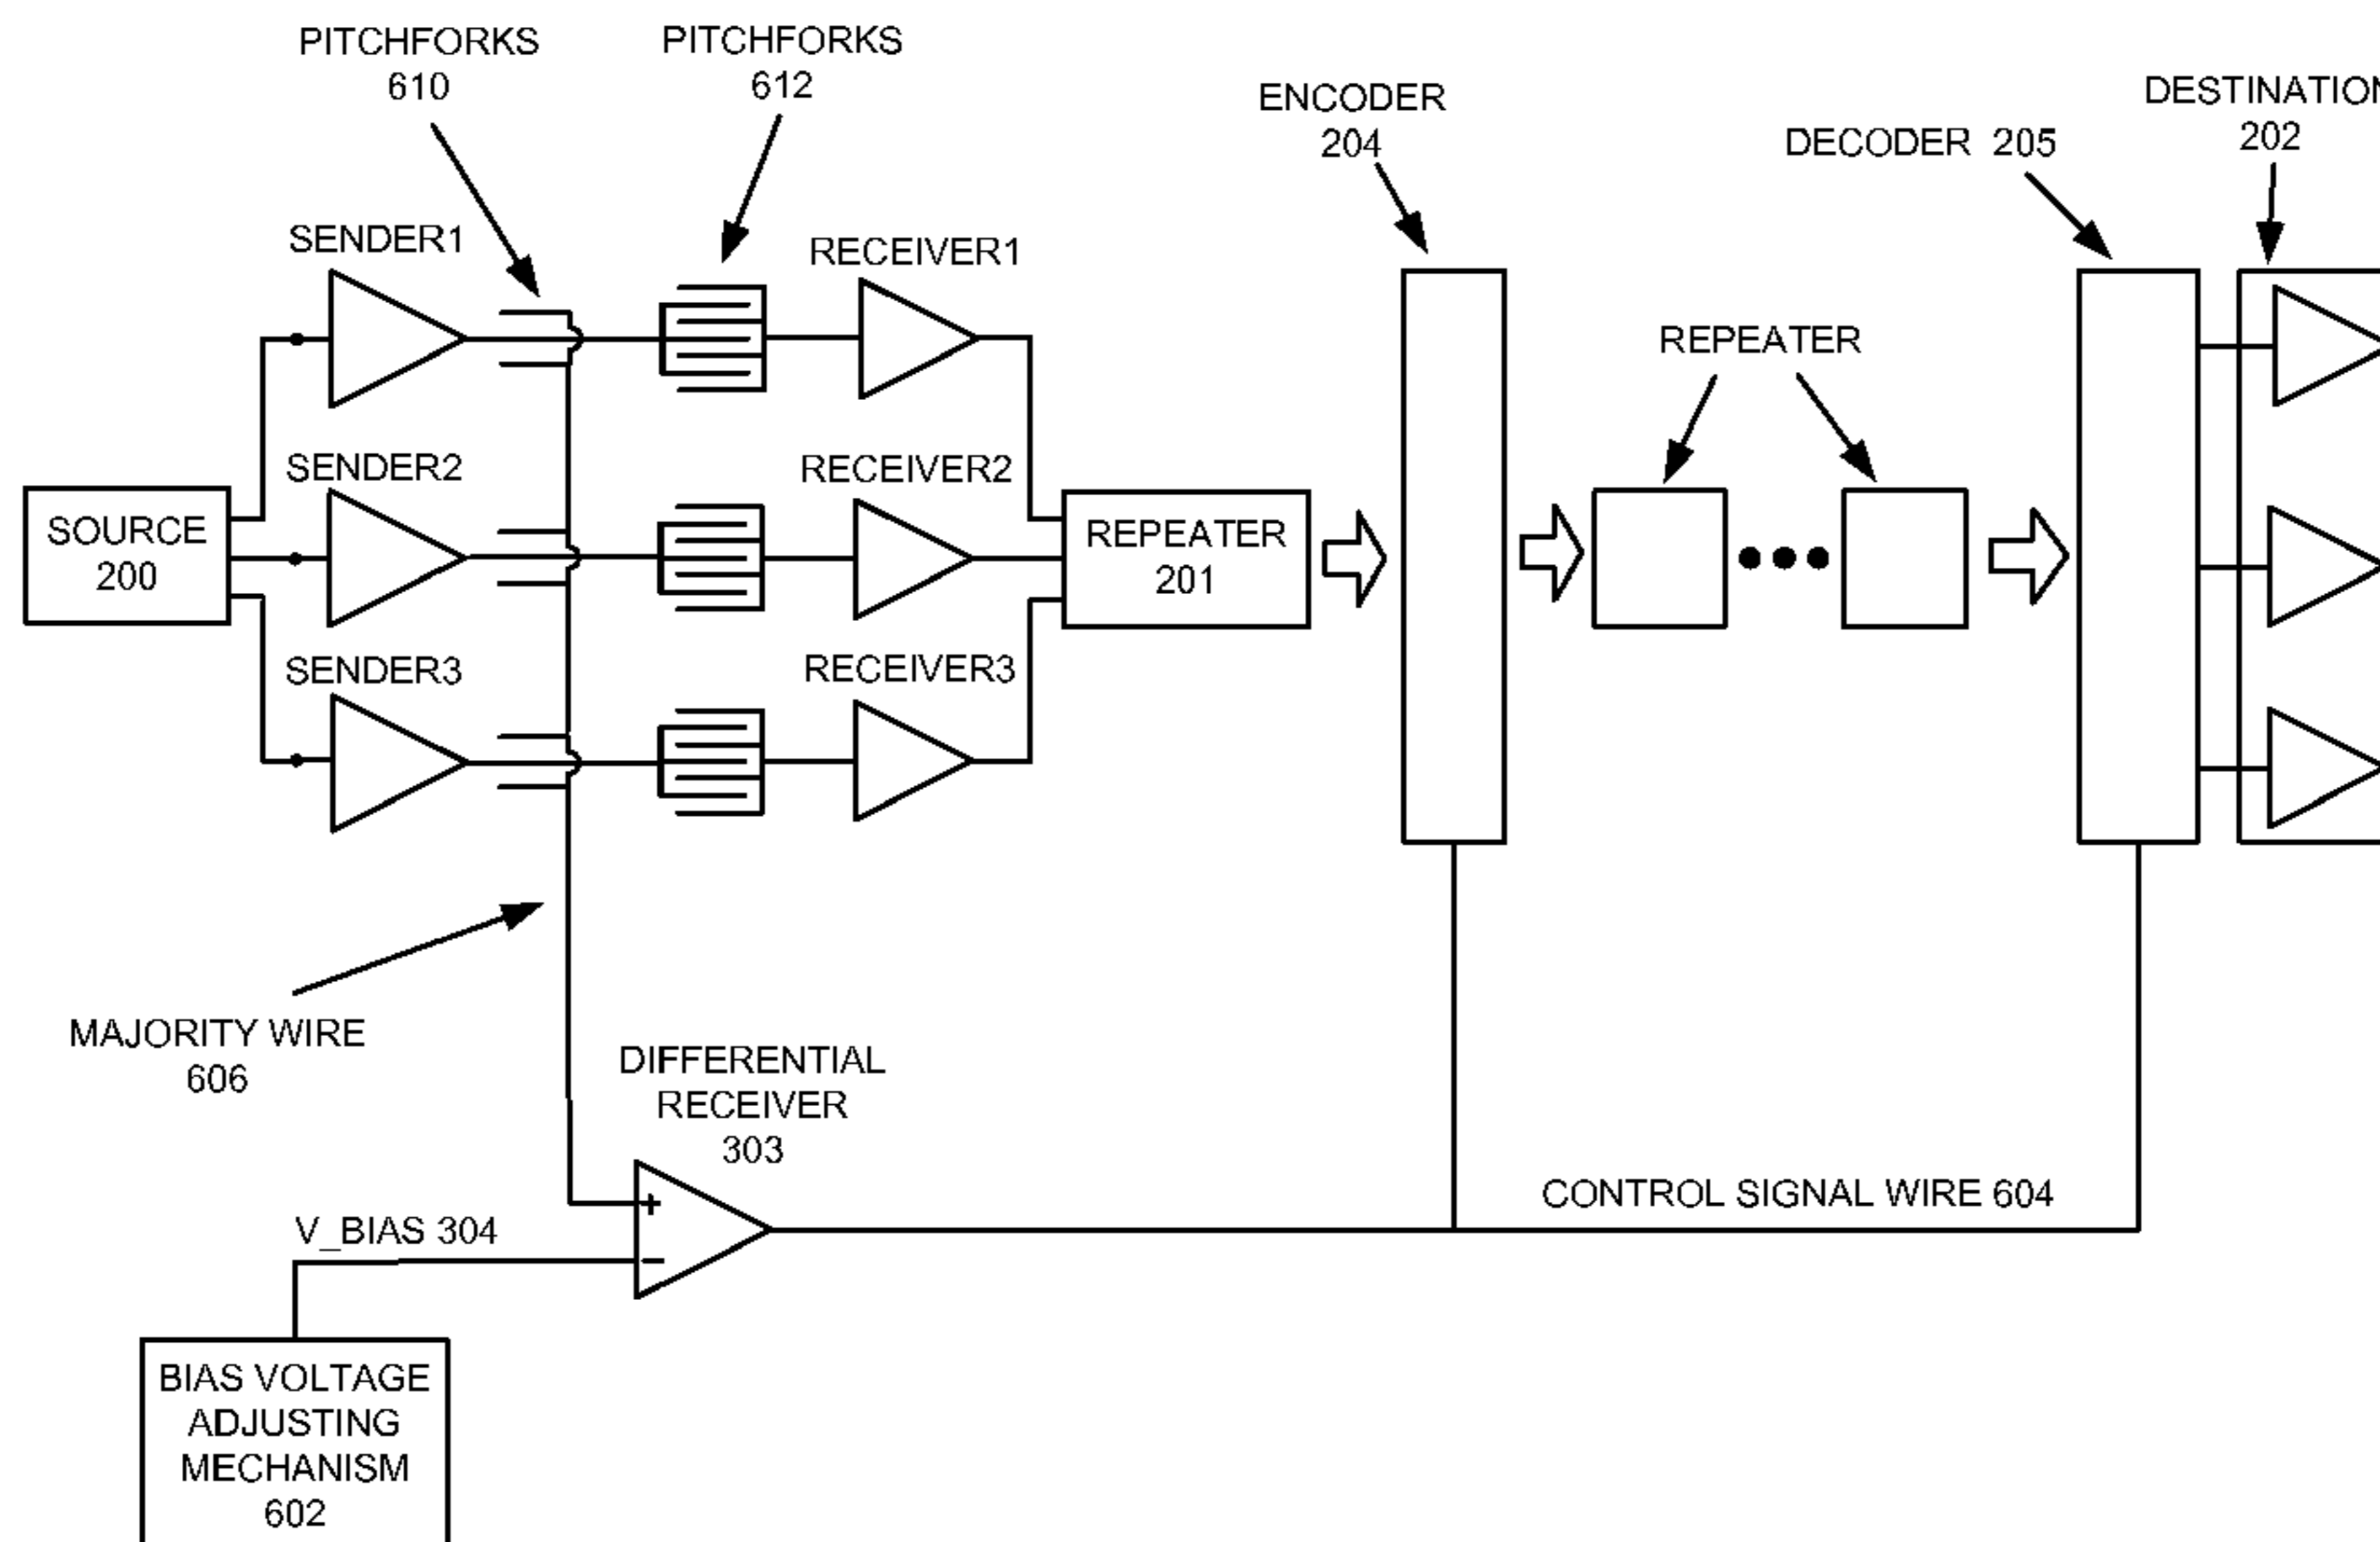 PITCHFORKS
610
PITCHFORKS
612
ENCODER
204
DECODER 205
DESTINATION
202
SENDER1
RECEIVER1
REPEATER
SENDER2
RECEIVER2
SOURCE
200
REPEATER
201
SENDER3
RECEIVER3
MAJORITY WIRE
606
DIFFERENTIAL
RECEIVER
303
+
−
V_BIAS 304
CONTROL SIGNAL WIRE 604
BIAS VOLTAGE
ADJUSTING
MECHANISM
602